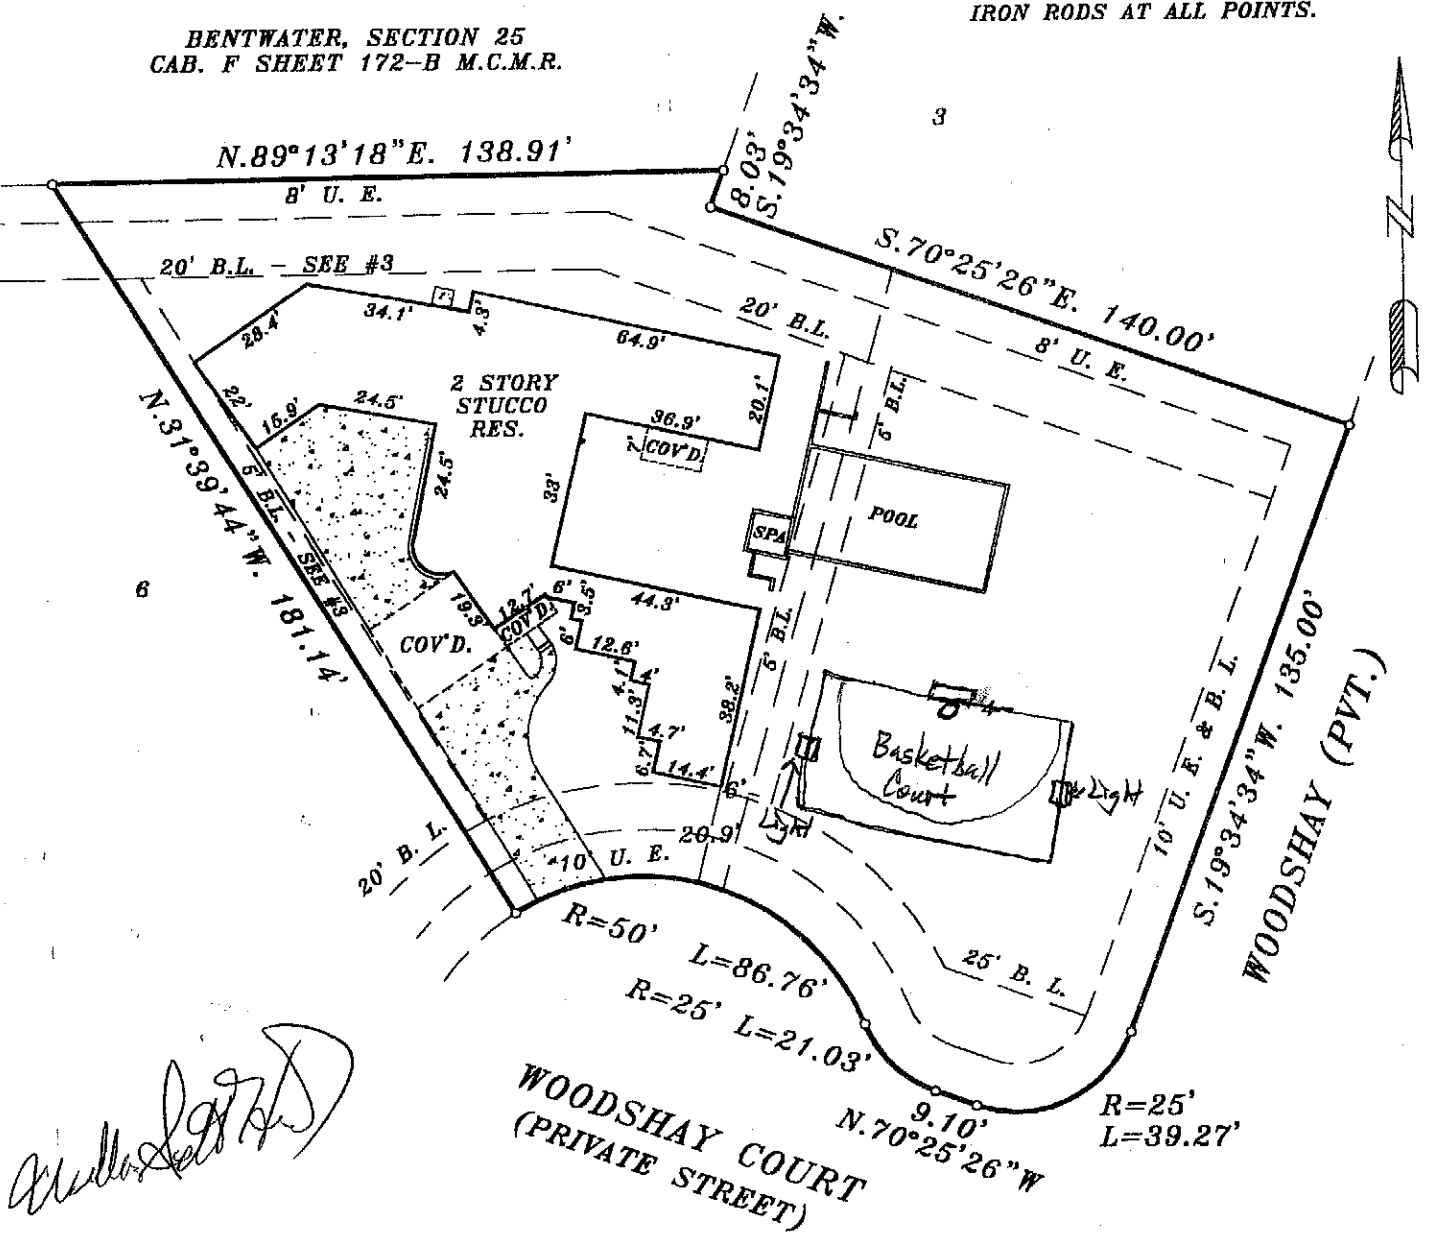 IRON RODS AT ALL POINTS.
BENTWATER, SECTION 25
CAB. F SHEET 172-B M.C.M.R.
3
N.89°13'18"E. 138.91'
8' U. E.
8.03'
S.19°34'34"W.
N
S.70°25'26"E. 140.00'
8' U. E.
20' B.L. - SEE #3
20' B.L.
34.1'
4.3'
64.9'
28.4'
20.1'
22'
15.9'
24.5'
2 STORY
STUCCO
RES.
36.9'
7'
COV'D.
5' B.L.
24.5'
33'
N.31°39'44"W. 181.14'
5' B.L. - SEE #3
SPA
POOL
6
6'
3.5'
44.3'
19.3'
12.7'
COV'D.
COV'D.
6'
12.6'
4.1'
4'
11.3'
38.2'
4.7'
6.7'
14.4'
5' B.L.
Basketball
Court
Light
Light
6'
20.9'
10' U. E.
20' B. L.
10' U. E. & B. L.
S.19°34'34"W. 135.00'
WOODSHAY (PVT.)
R=50' L=86.76'
25' B. L.
R=25' L=21.03'
9.10'
N.70°25'26"W
R=25'
L=39.27'
WOODSHAY COURT
(PRIVATE STREET)